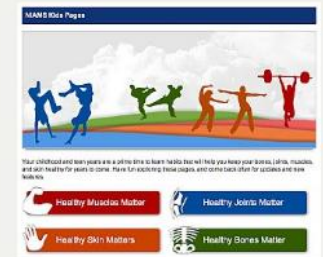 NIAMS Kids Pages
Your childhood and teen years are a prime time to learn habits that will help you keep your bones, joints, muscles,
and skin healthy for years to come. Have fun exploring these pages, and come back often for updates and new
features.
Healthy Muscles Matter
Healthy Joints Matter
Healthy Skin Matters
Healthy Bones Matter